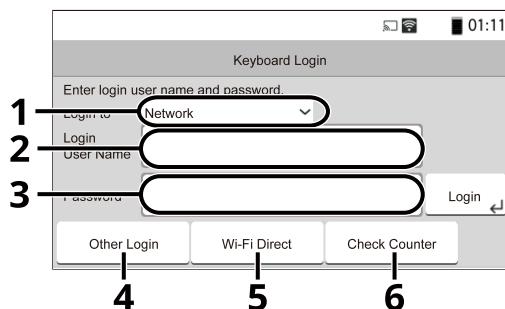 01:11
Keyboard Login
Enter login user name and password.
1 Login to Network
Login
2 User Name
3 Password
Login
Other Login Wi-Fi Direct Check Counter
4 5 6